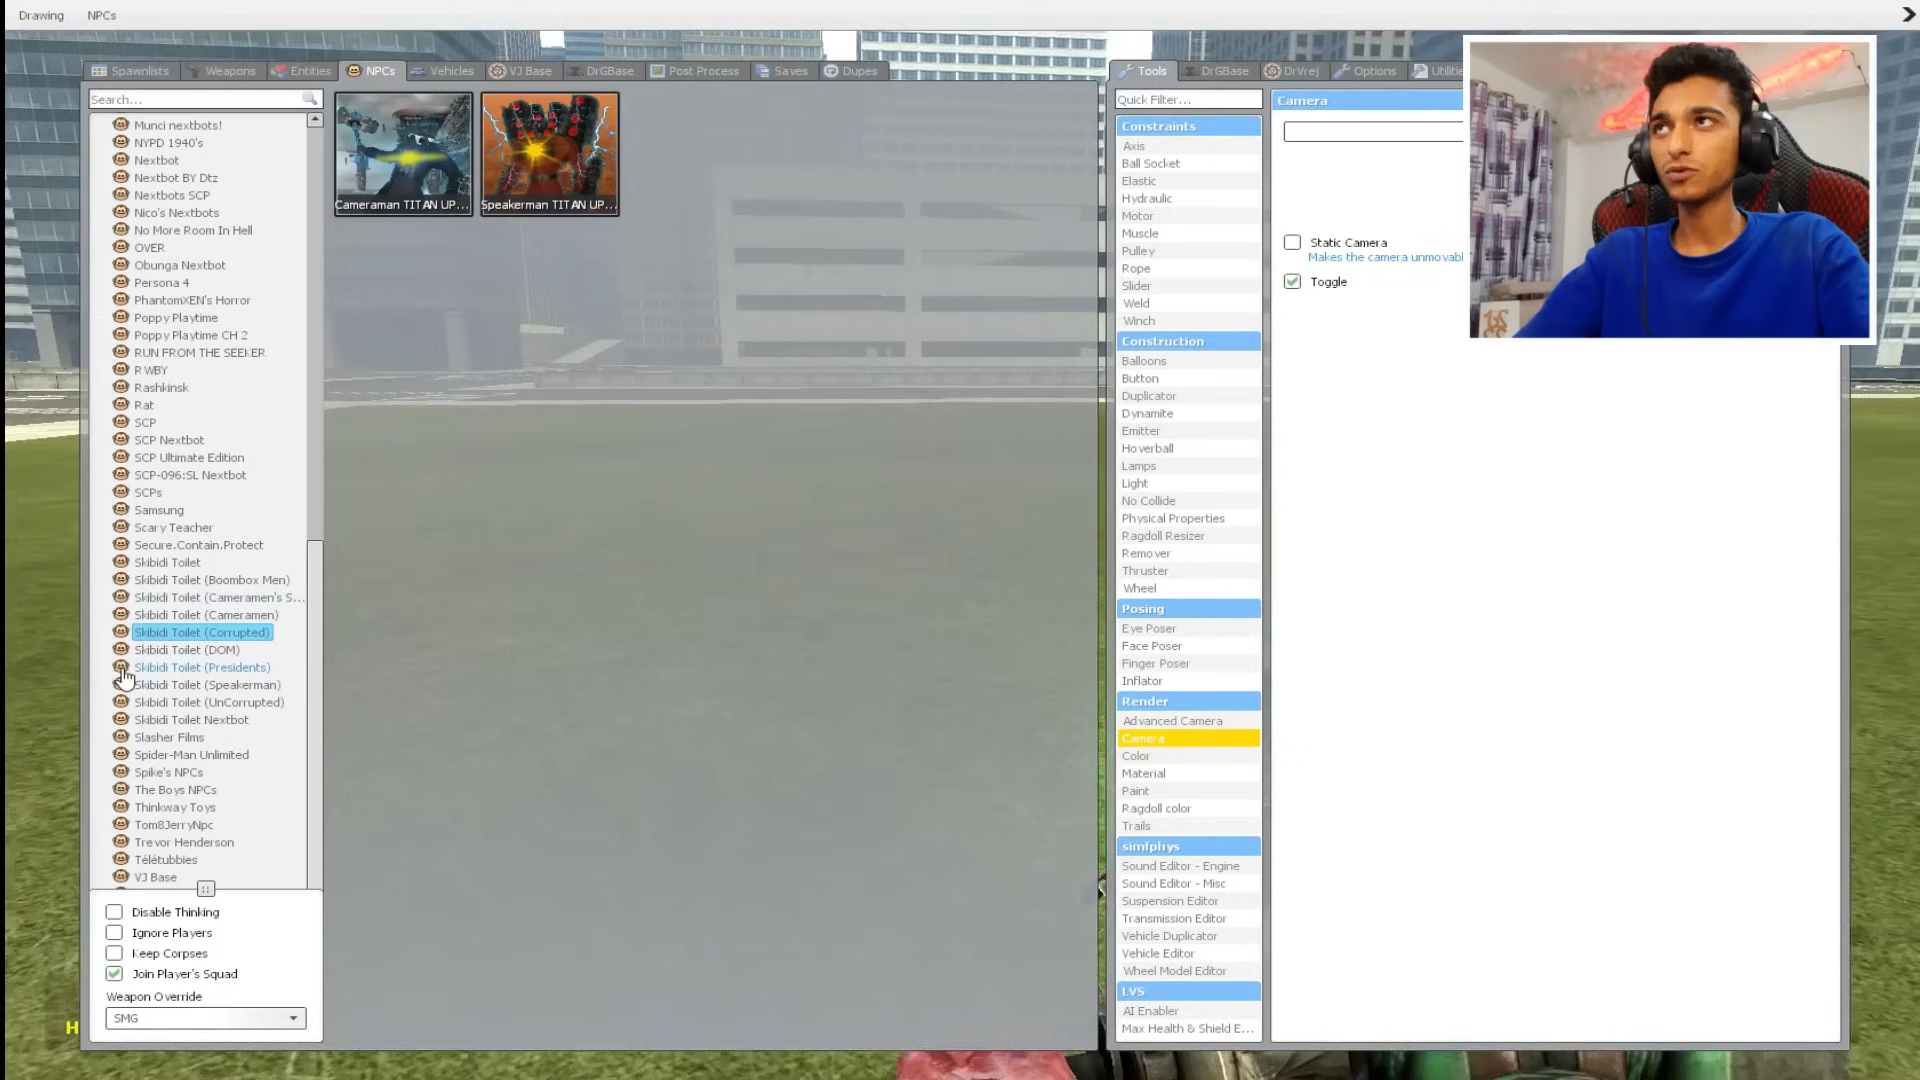 Drawing NPCs
Spawnlists Weapons Entities NPCs Vehicles VJ Base DrGBase Post Process Saves Dupes
Search...
Munci nextbots!
NYPD 1940's
Nextbot
Nextbot BY Dtz
Nextbots SCP
Nico's Nextbots
No More Room In Hell
OVER
Obunga Nextbot
Persona 4
PhantomXEN's Horror
Poppy Playtime
Poppy Playtime CH 2
RUN FROM THE SEEKER
RWBY
Rashkinsk
Rat
SCP
SCP Nextbot
SCP Ultimate Edition
SCP-096:SL Nextbot
SCPs
Samsung
Scary Teacher
Secure.Contain.Protect
Skibidi Toilet
Skibidi Toilet (Boombox Men)
Skibidi Toilet (Cameramen's S...
Skibidi Toilet (Cameramen)
Skibidi Toilet (Corrupted)
Skibidi Toilet (DOM)
Skibidi Toilet (Presidents)
Skibidi Toilet (Speakerman)
Skibidi Toilet (UnCorrupted)
Skibidi Toilet Nextbot
Slasher Films
Spider-Man Unlimited
Spike's NPCs
The Boys NPCs
Thinkway Toys
Tom8JerryNpc
Trevor Henderson
Télétubbies
VJ Base
Disable Thinking
Ignore Players
Keep Corpses
Join Player's Squad
Weapon Override
SMG
H
Cameraman TITAN UP...
Speakerman TITAN UP...
Tools DrGBase DrVrej Options Utilitie
Quick Filter...
Constraints
Axis
Ball Socket
Elastic
Hydraulic
Motor
Muscle
Pulley
Rope
Slider
Weld
Winch
Construction
Balloons
Button
Duplicator
Dynamite
Emitter
Hoverball
Lamps
Light
No Collide
Physical Properties
Ragdoll Resizer
Remover
Thruster
Wheel
Posing
Eye Poser
Face Poser
Finger Poser
Inflator
Render
Advanced Camera
Camera
Color
Material
Paint
Ragdoll color
Trails
simfphys
Sound Editor - Engine
Sound Editor - Misc
Suspension Editor
Transmission Editor
Vehicle Duplicator
Vehicle Editor
Wheel Model Editor
LVS
AI Enabler
Max Health & Shield E...
Camera
Static Camera
Makes the camera unmovabl
Toggle